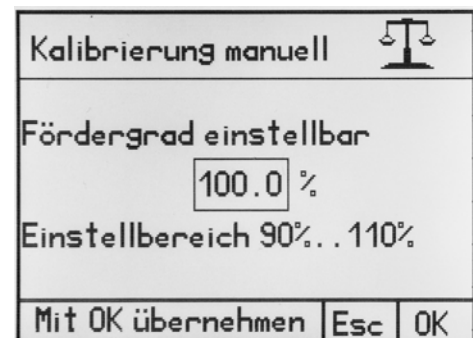 Kalibrierung manuell
Fördergrad einstellbar
100.0 %
Einstellbereich 90%..110%
Mit OK übernehmen Esc OK